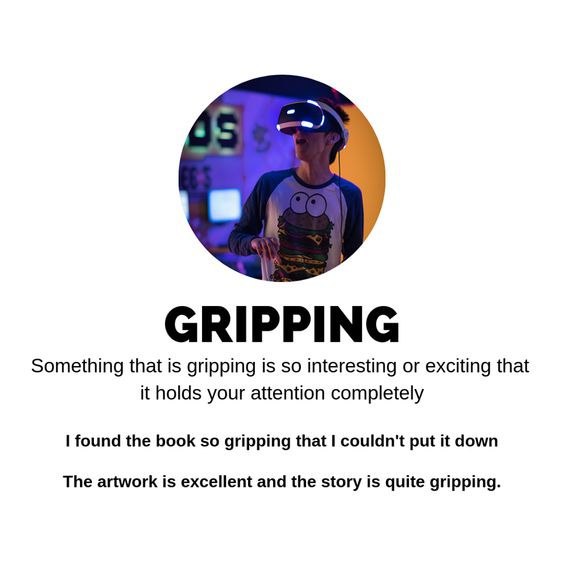 GRIPPING
Something that is gripping is so interesting or exciting that
it holds your attention completely
I found the book so gripping that I couldn't put it down
The artwork is excellent and the story is quite gripping.